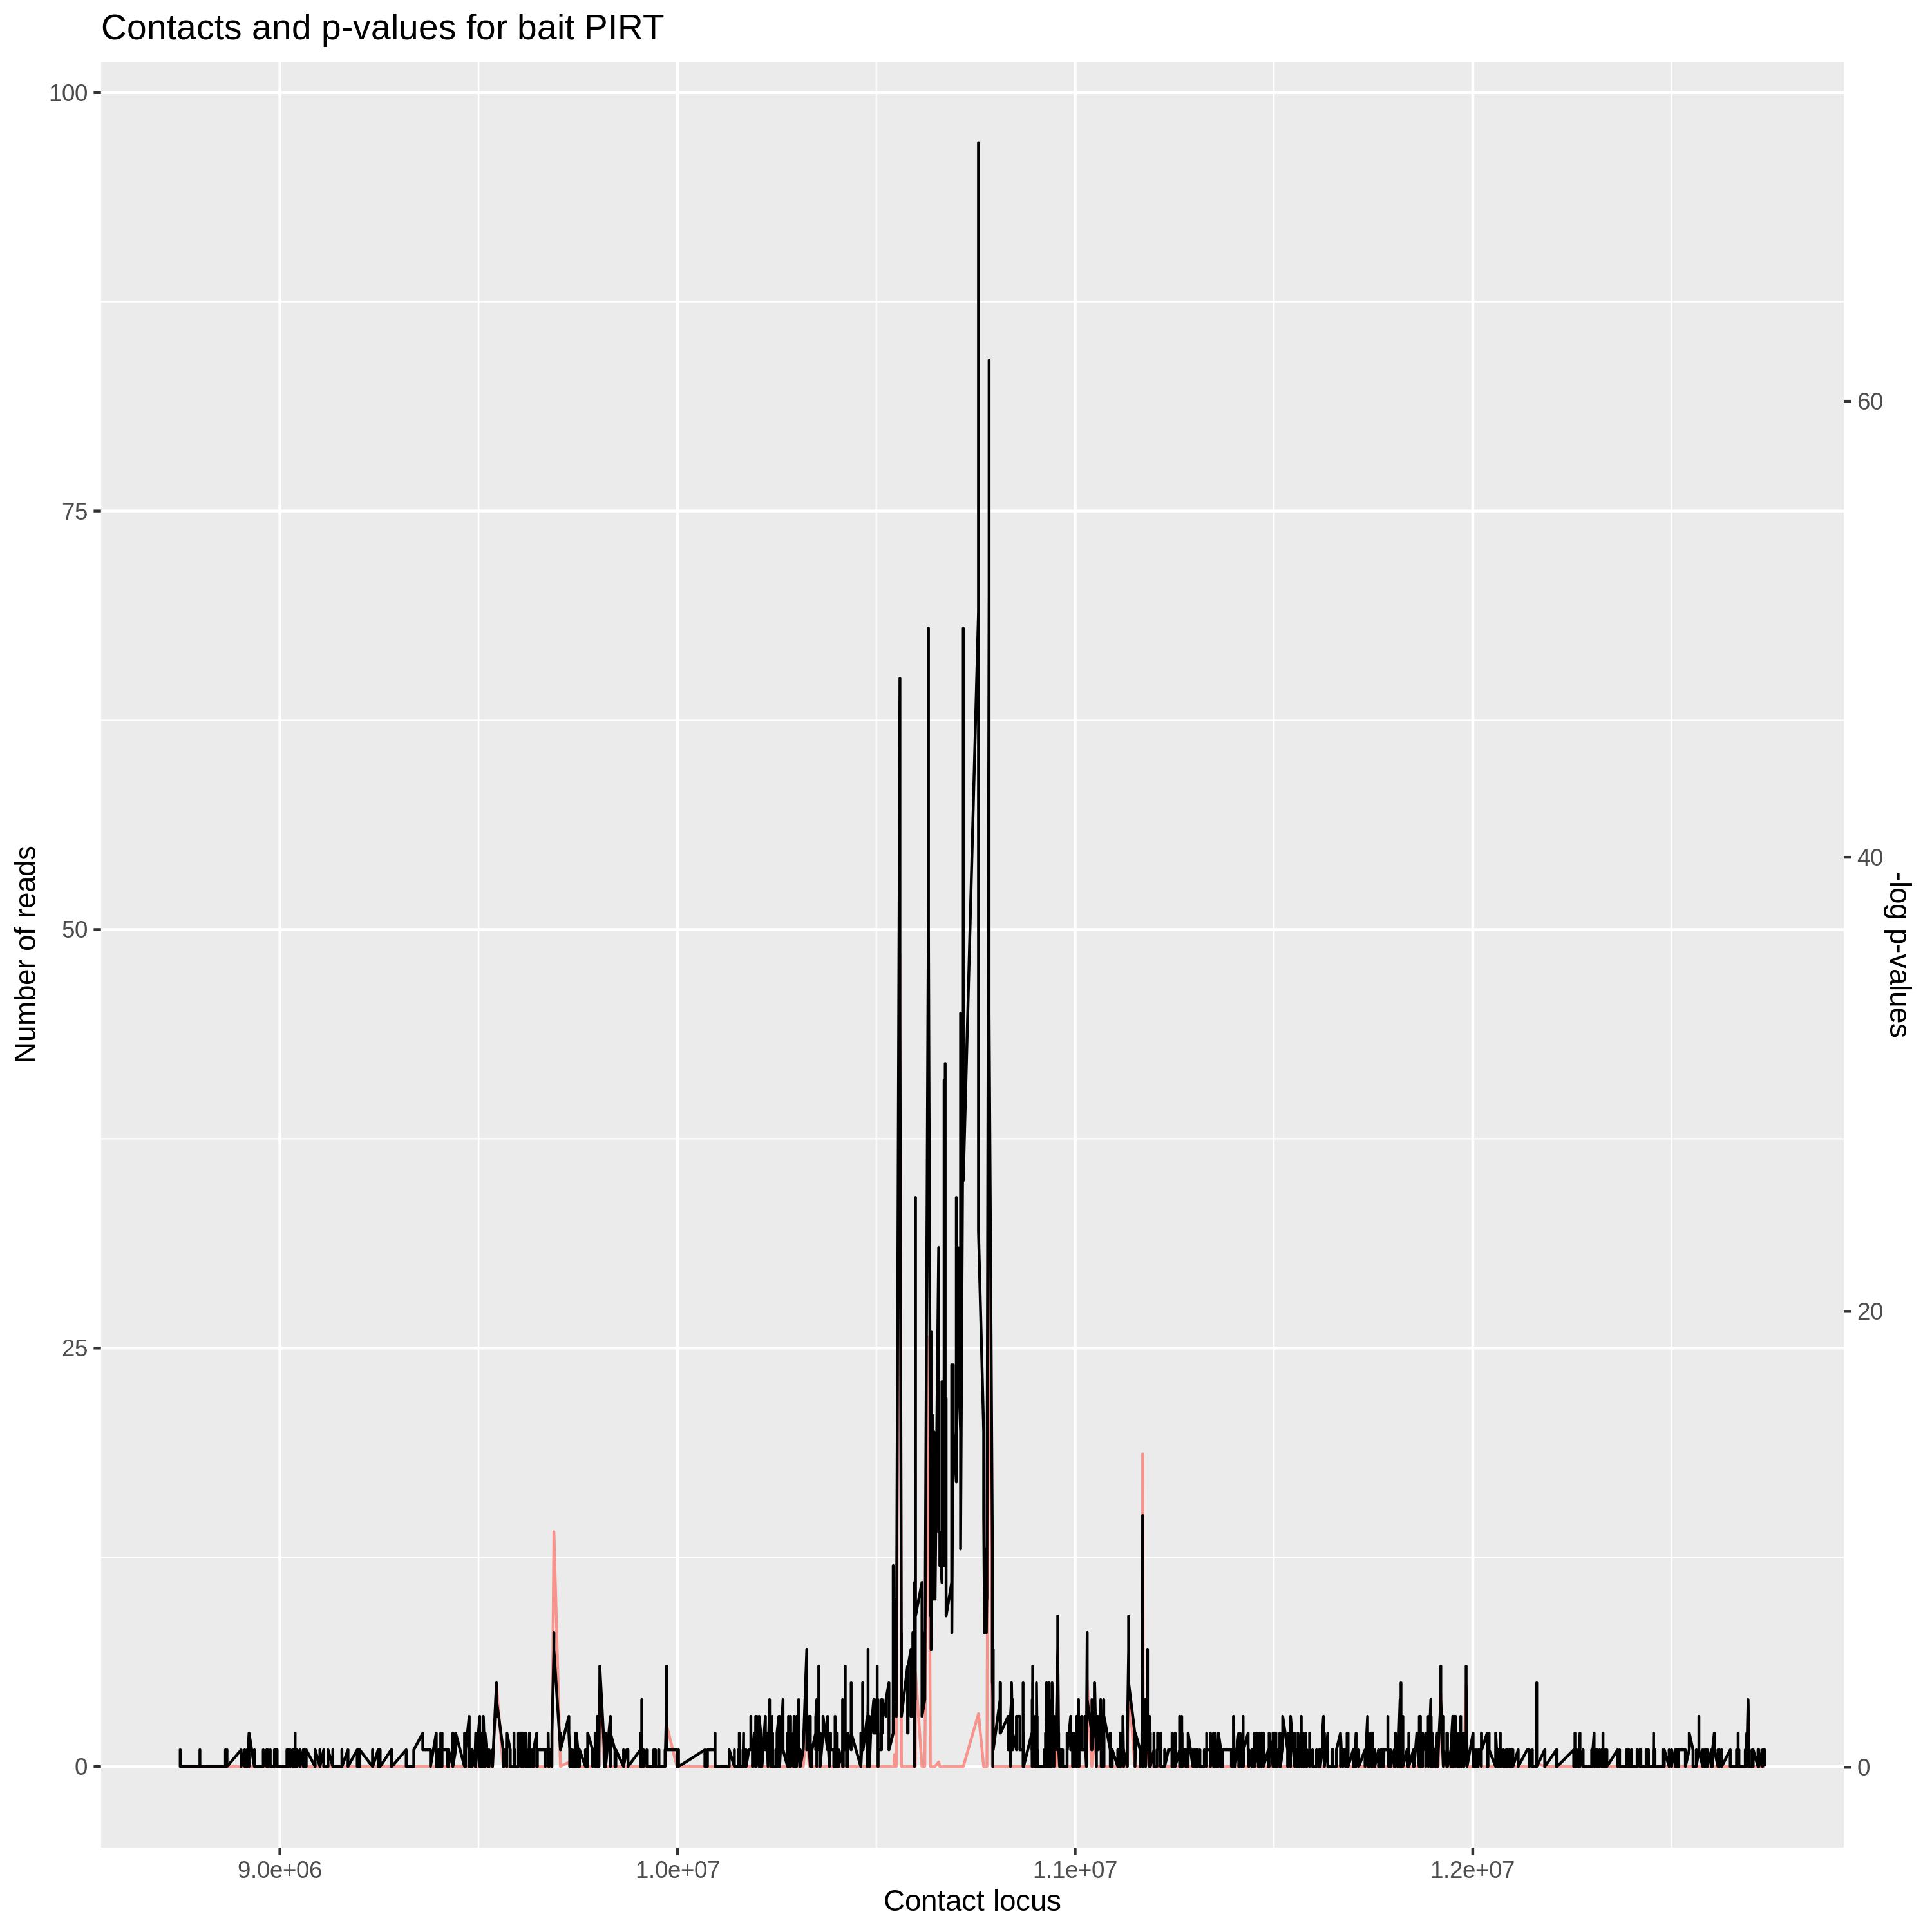 Contacts and p-values for bait PIRT
100
75
50
25
0
Number of reads
60
40
20
0
-log p-values
9.0e+06
1.0e+07
1.1e+07
1.2e+07
Contact locus